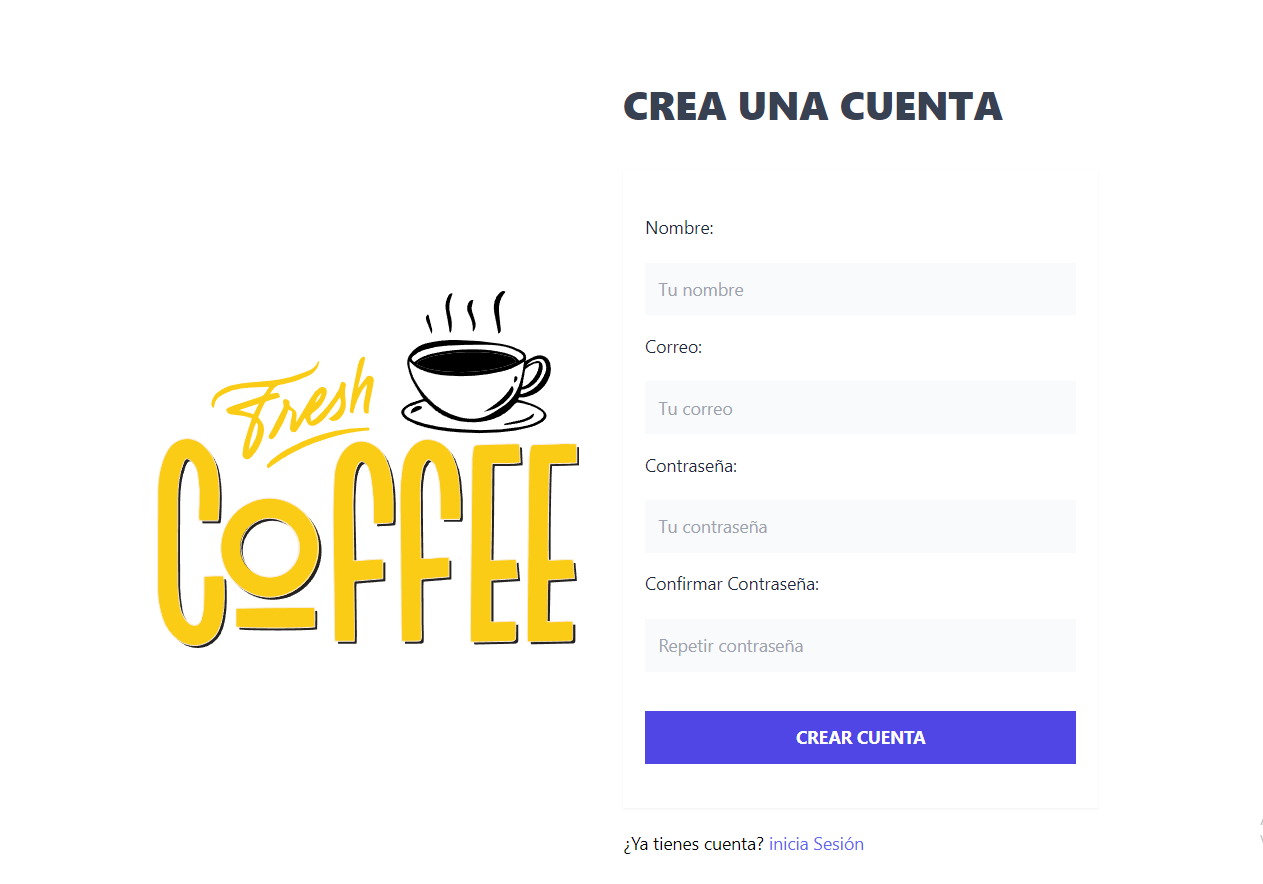 Fresh
COFFEE
CREA UNA CUENTA
Nombre:
Tu nombre
Correo:
Tu correo
Contraseña:
Tu contraseña
Confirmar Contraseña:
Repetir contraseña
CREAR CUENTA
¿Ya tienes cuenta? inicia Sesión